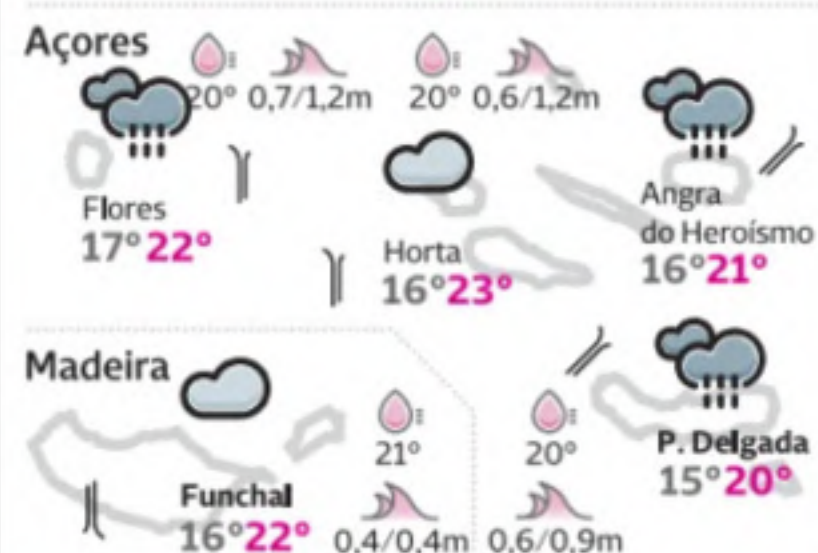 Açores
20° 0,7/1,2m 20° 0,6/1,2m
Flores
17° 22°
Horta
16° 23°
Angra
do Heroísmo
16° 21°
Madeira
21°
0,4/0,4m
Funchal
16° 22°
20°
0,6/0,9m
P. Delgada
15° 20°